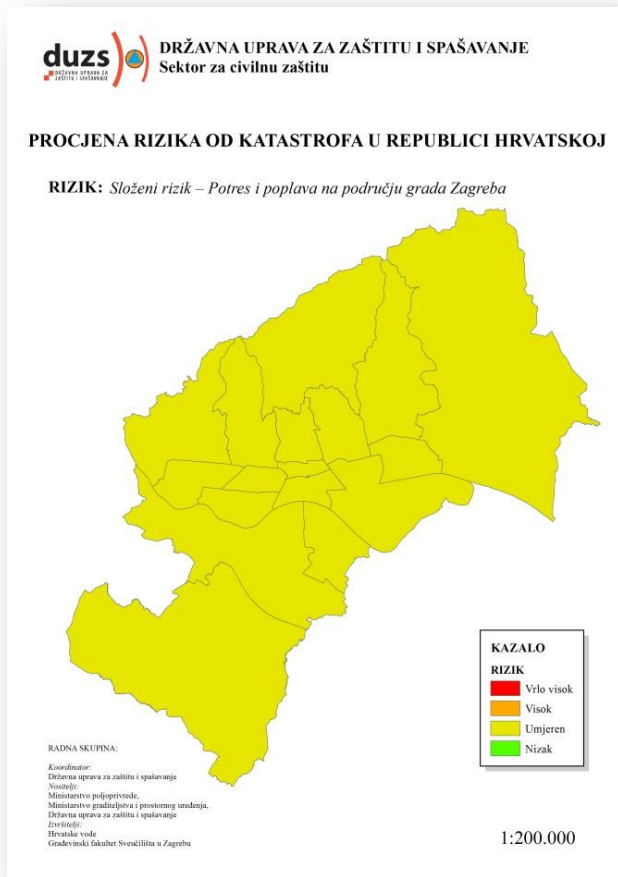 duzs
DRŽAVNA UPRAVA ZA
ZAŠTITU I SPAŠAVANJE
DRŽAVNA UPRAVA ZA ZAŠTITU I SPAŠAVANJE
Sektor za civilnu zaštitu
PROCJENA RIZIKA OD KATASTROFA U REPUBLICI HRVATSKOJ
RIZIK: Složeni rizik – Potres i poplava na području grada Zagreba
KAZALO
RIZIK
Vrlo visok
Visok
Umjeren
Nizak
RADNA SKUPINA:
Koordinator:
Državna uprava za zaštitu i spašavanje
Nositelji:
Ministarstvo poljoprivrede,
Ministarstvo graditeljstva i prostornog uređenja,
Državna uprava za zaštitu i spašavanje
Izvršitelji:
Hrvatske vode
Građevinski fakultet Sveučilišta u Zagrebu
1:200.000